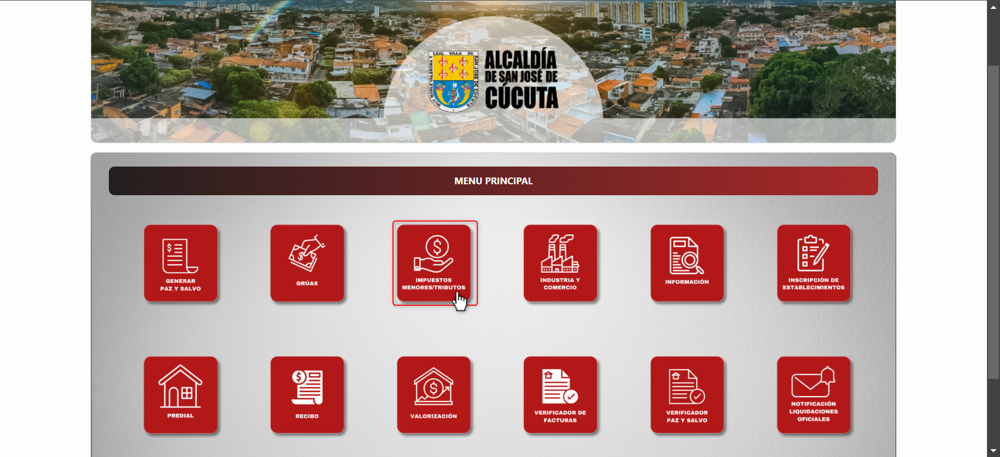 MUY NOBLE VALEROSA Y LEAL VILLA DE SAN JOSE DE CUCUTA
ALCALDÍA
DE SAN JOSÉ DE
CÚCUTA
MENU PRINCIPAL
GENERAR
PAZ Y SALVO
GRÚAS
IMPUESTOS
MENORES/TRIBUTOS
INDUSTRIA Y
COMERCIO
INFORMACIÓN
INSCRIPCIÓN DE
ESTABLECIMIENTOS
PREDIAL
RECIBO
VALORIZACIÓN
VERIFICADOR DE
FACTURAS
VERIFICADOR
PAZ Y SALVO
NOTIFICACIÓN
LIQUIDACIONES
OFICIALES